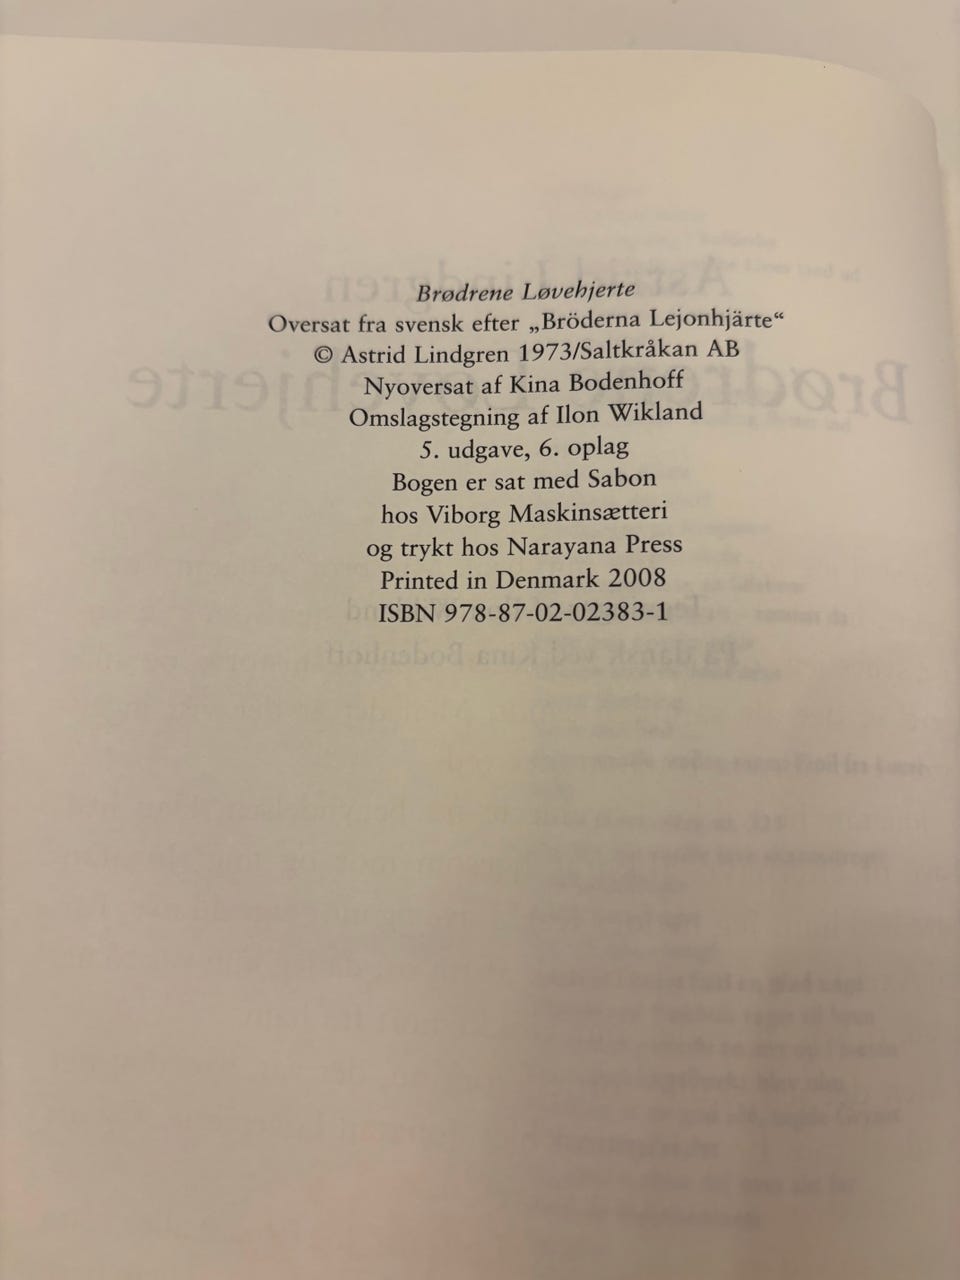 Brødrene Løvehjerte
Oversat fra svensk efter „Bröderna Lejonhjärte“
© Astrid Lindgren 1973/Saltkråkan AB
Nyoversat af Kina Bodenhoff
Omslagstegning af Ilon Wikland
5. udgave, 6. oplag
Bogen er sat med Sabon
hos Viborg Maskinsætteri
og trykt hos Narayana Press
Printed in Denmark 2008
ISBN 978-87-02-02383-1